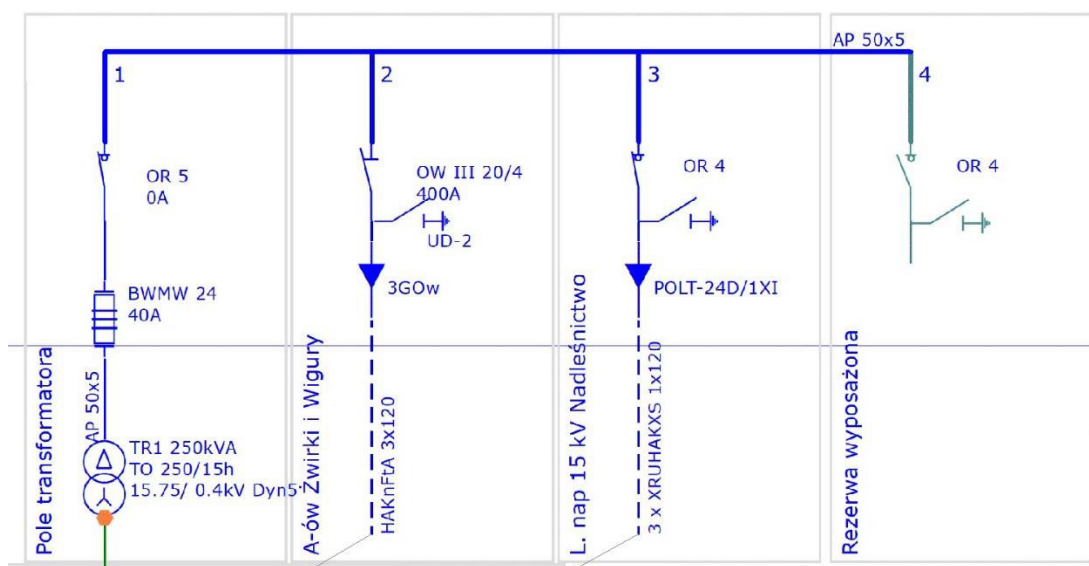 AP 50x5
1
2
3
4
OR 5
0A
OW III 20/4
400A
OR 4
OR 4
UD-2
BWMW 24
40A
3GOw
POLT-24D/1XI
Pole transformatora
AP 50x5
TR1 250kVA
TO 250/15h
15.75/ 0.4kV Dyn5
A-ów Żwirki i Wigury
HAKnFtA 3x120
L. nap 15 kV Nadleśnictwo
3 x XRUHAKXS 1x120
Rezerwa wyposażona